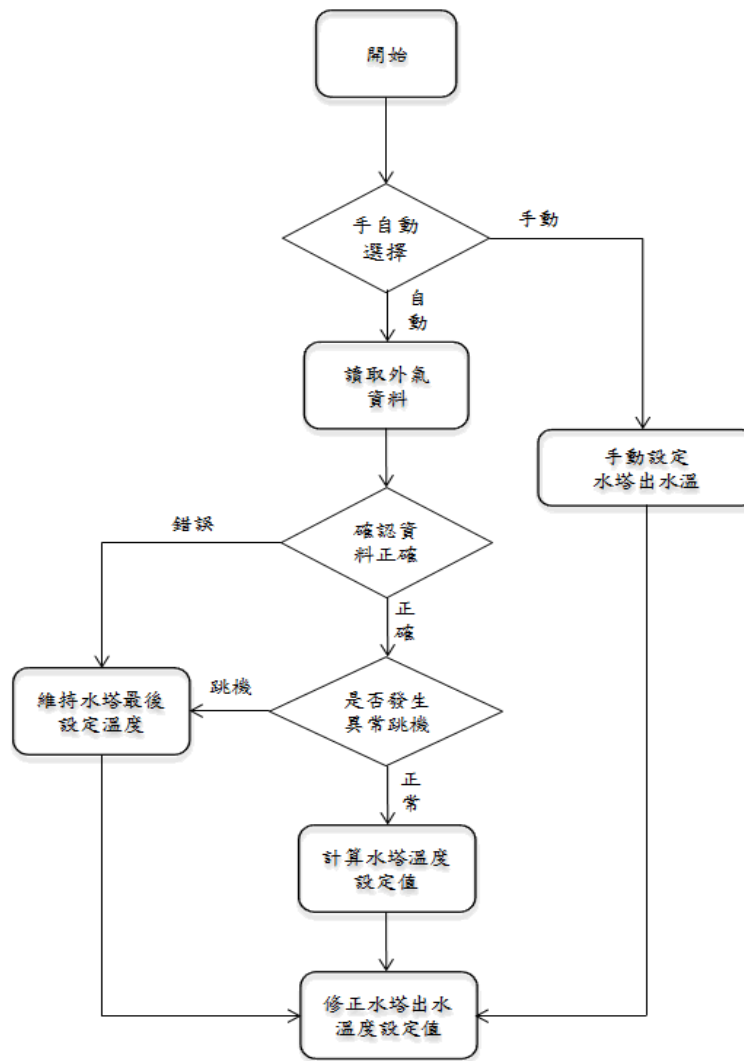 開始
手自動
選擇
手動
自
動
讀取外氣
資料
手動設定
水塔出水溫
錯誤
確認資
料正確
正
確
維持水塔最後
設定溫度
跳機
是否發生
異常跳機
正
常
計算水塔溫度
設定值
修正水塔出水
溫度設定值